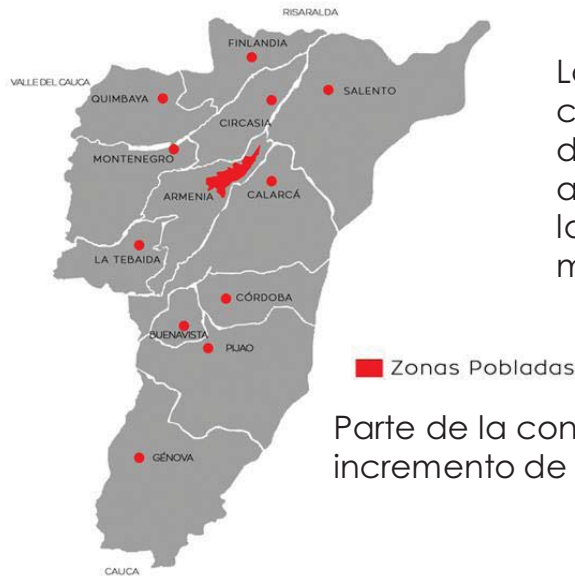 RISARALDA
FINLANDIA
VALLE DEL CAUCA
QUIMBAYA
SALENTO
CIRCASIA
MONTENEGRO
ARMENIA
CALARCÁ
LA TEBAIDA
CÓRDOBA
BUENAVISTA
PIJAO
Zonas Pobladas
Parte de la con
incremento de
GÉNOVA
CAUCA